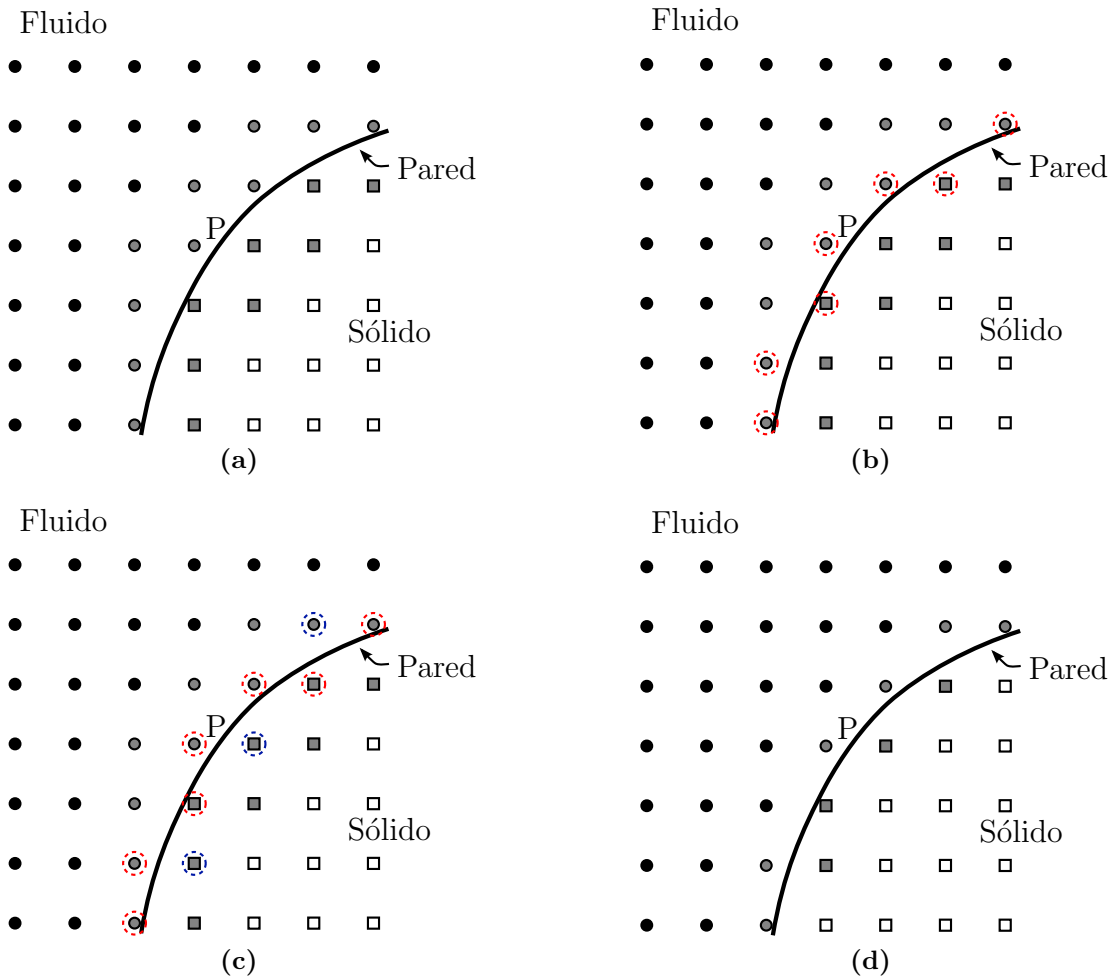 Fluido
Pared
P
Sólido
(a)
Fluido
Pared
P
Sólido
(b)
Fluido
Pared
P
Sólido
(c)
Fluido
Pared
P
Sólido
(d)